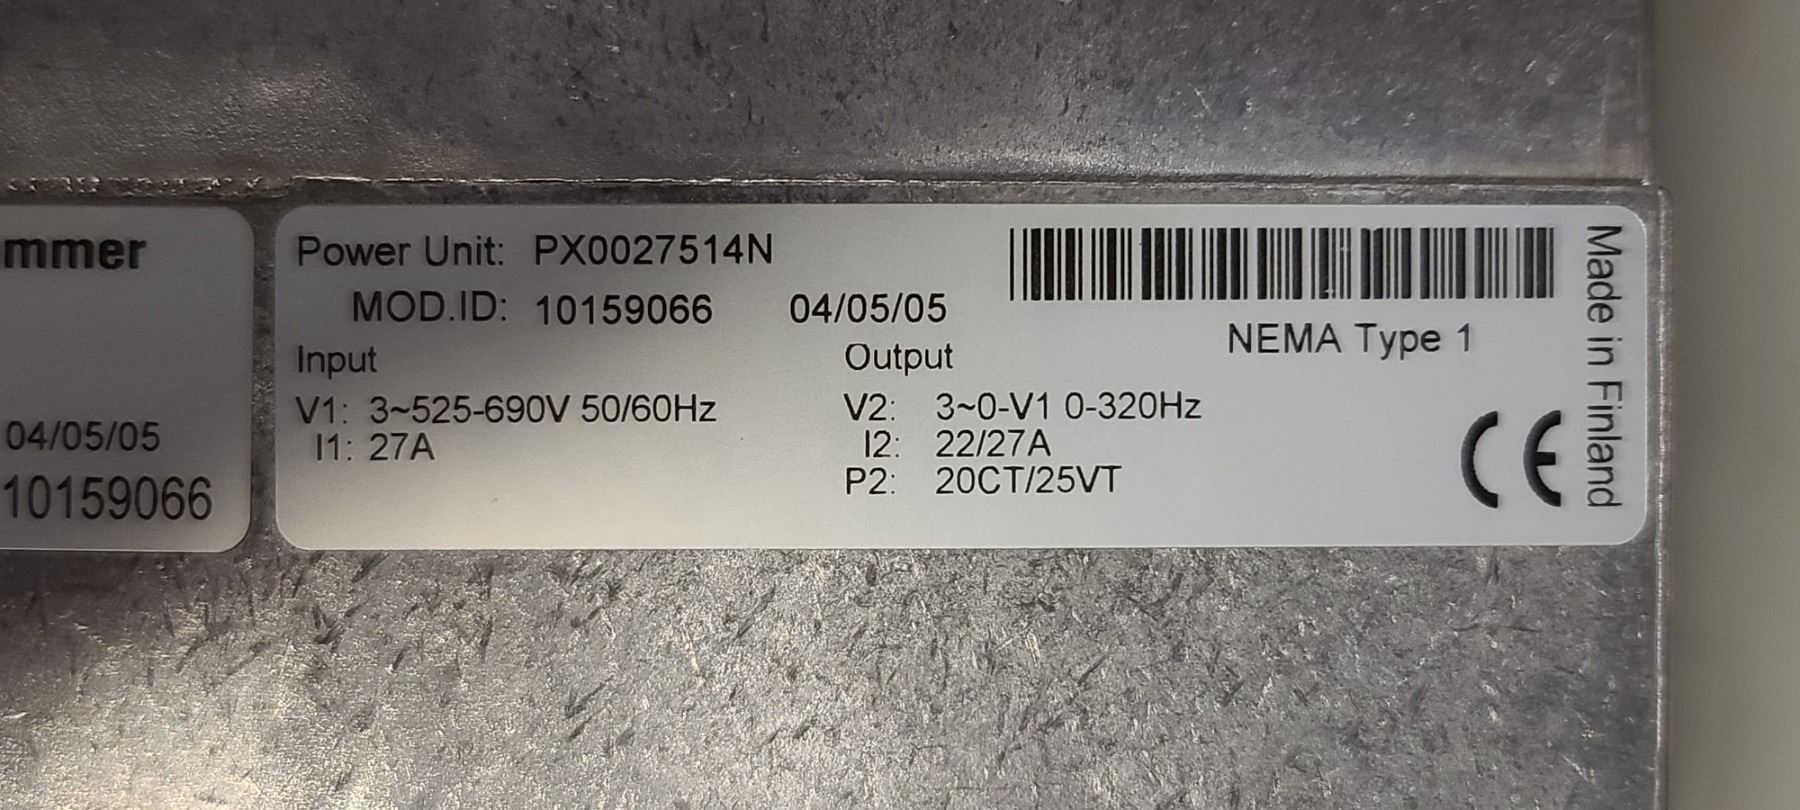 mmer
04/05/05
10159066
Power Unit: PX0027514N
MOD.ID: 10159066 04/05/05
Input
V1: 3~525-690V 50/60Hz
I1: 27A
Output
V2: 3~0-V1 0-320Hz
I2: 22/27A
P2: 20CT/25VT
NEMA Type 1
CE
Made in Finland